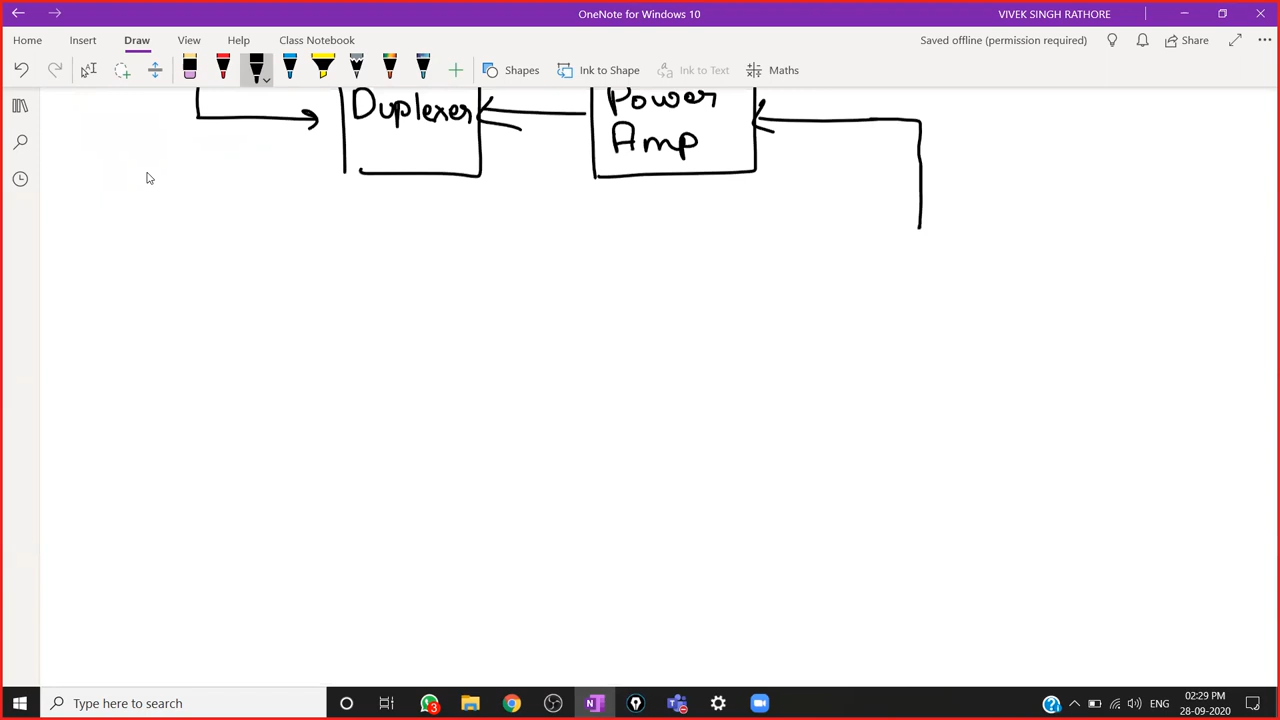 OneNote for Windows 10
VIVEK SINGH RATHORE
Home Insert Draw View Help Class Notebook
Saved offline (permission required)
Share
Shapes
Ink to Shape
Ink to Text
Maths
Duplexer
Power
Amp
Type here to search
3
ENG
02:29 PM
28-09-2020